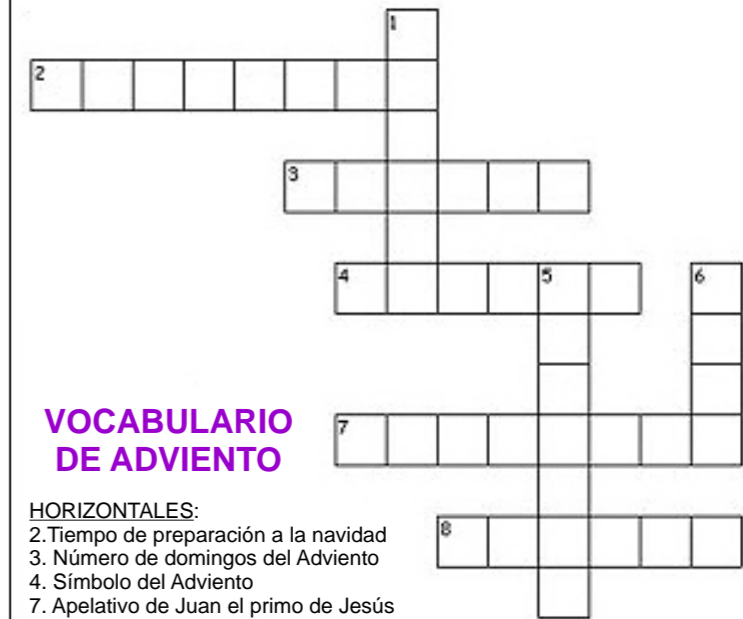 1
2
3
4
5
6
7
8
VOCABULARIO
DE ADVIENTO
HORIZONTALES:
2.Tiempo de preparación a la navidad
3. Número de domingos del Adviento
4. Símbolo del Adviento
7. Apelativo de Juan el primo de Jesús